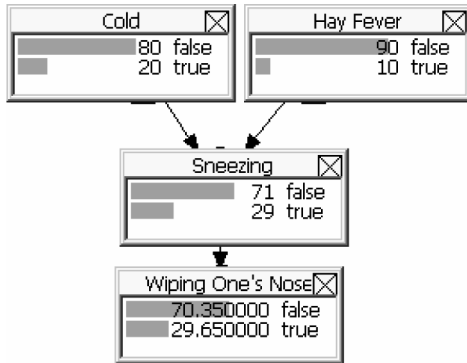 Cold
80 false
20 true
Hay Fever
90 false
10 true
Sneezing
71 false
29 true
Wiping One's Nose
70.350000 false
29.650000 true